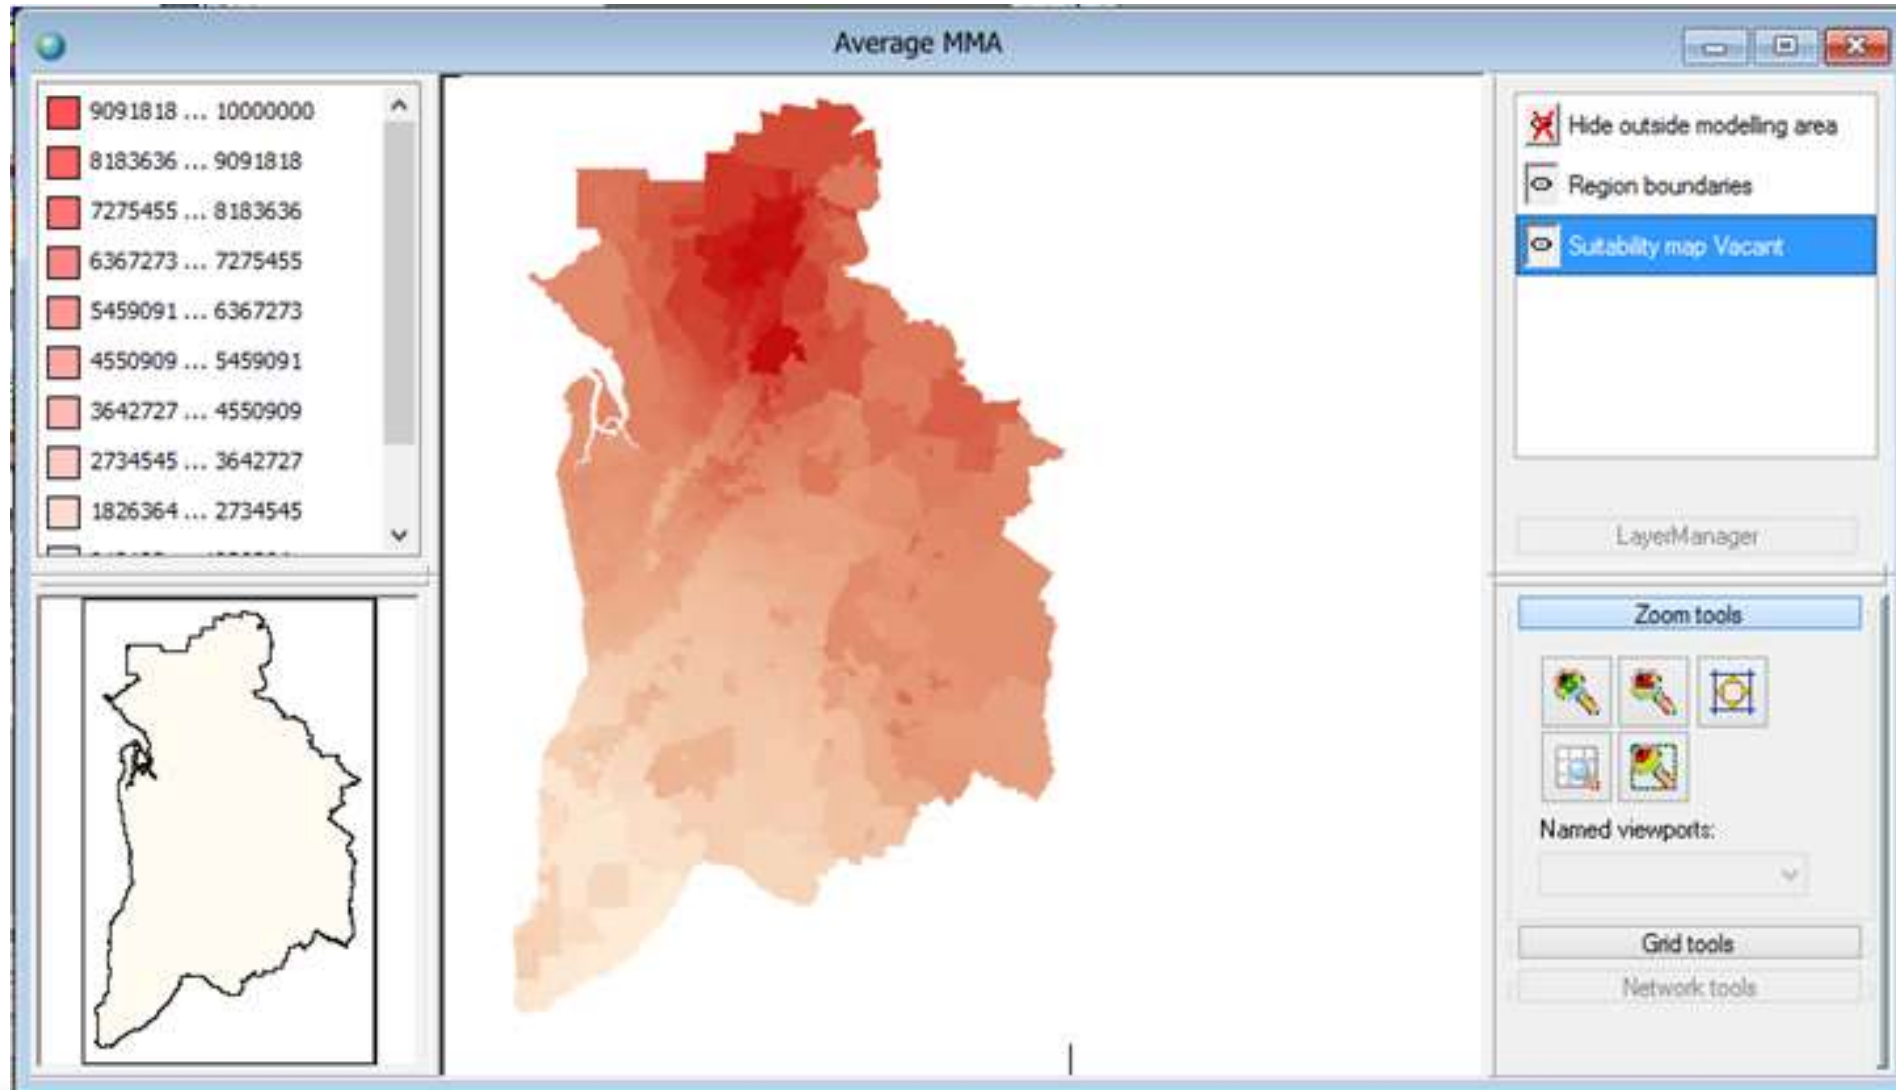 Average MMA
9091818 ... 10000000
8183636 ... 9091818
7275455 ... 8183636
6367273 ... 7275455
5459091 ... 6367273
4550909 ... 5459091
3642727 ... 4550909
2734545 ... 3642727
1826364 ... 2734545
Hide outside modelling area
Region boundaries
Suitability map Vacant
LayerManager
Zoom tools
Named viewports:
Grid tools
Network tools